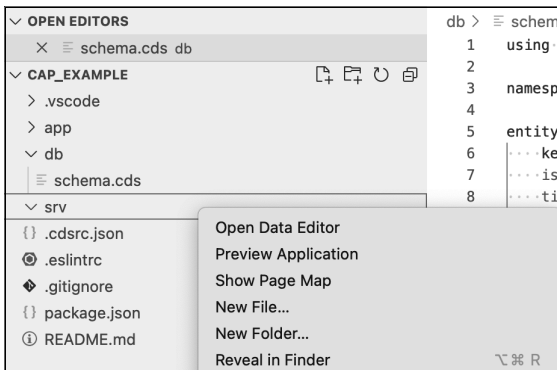 OPEN EDITORS
schema.cds db
CAP_EXAMPLE
.vscode
app
db
schema.cds
srv
.cdsrc.json
.eslintrc
.gitignore
package.json
README.md
db > schem
1 using
2
3 namesp
4
5 entity
6 ke
7 is
8 ti
Open Data Editor
Preview Application
Show Page Map
New File...
New Folder...
Reveal in Finder ⌥⌘ R